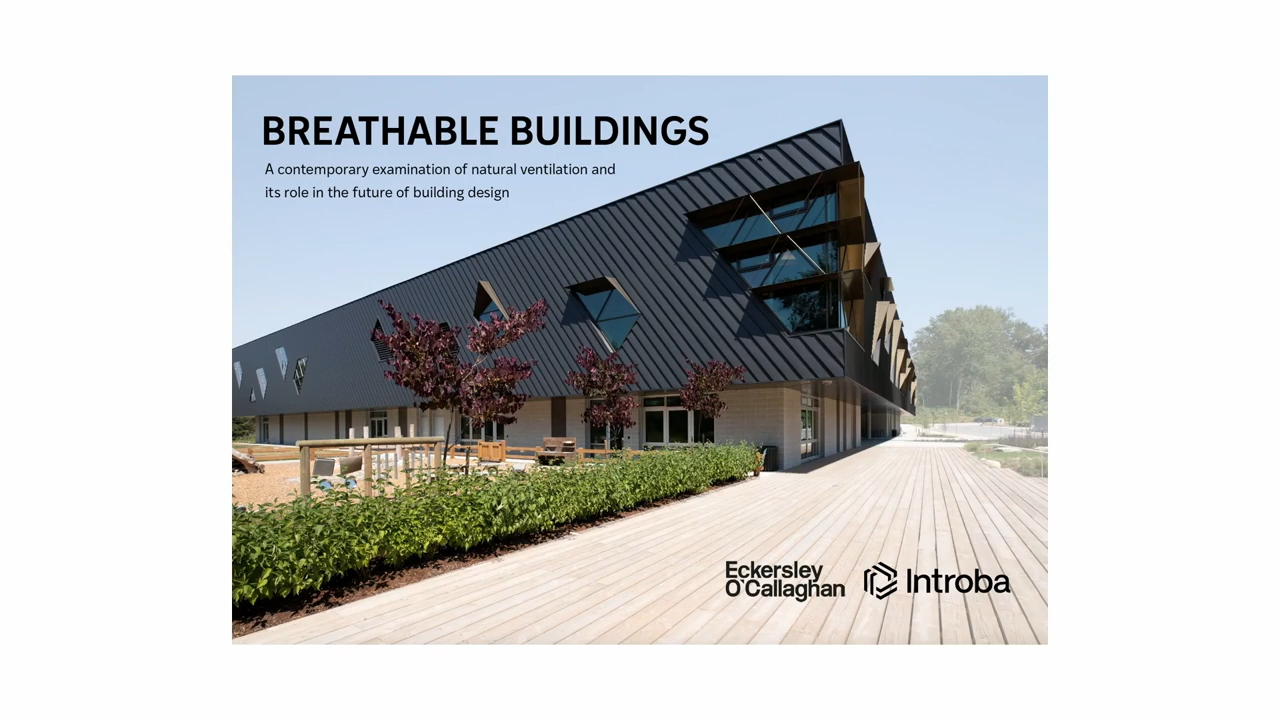 BREATHABLE BUILDINGS
A contemporary examination of natural ventilation and
its role in the future of building design
Eckersley
O'Callaghan
Introba